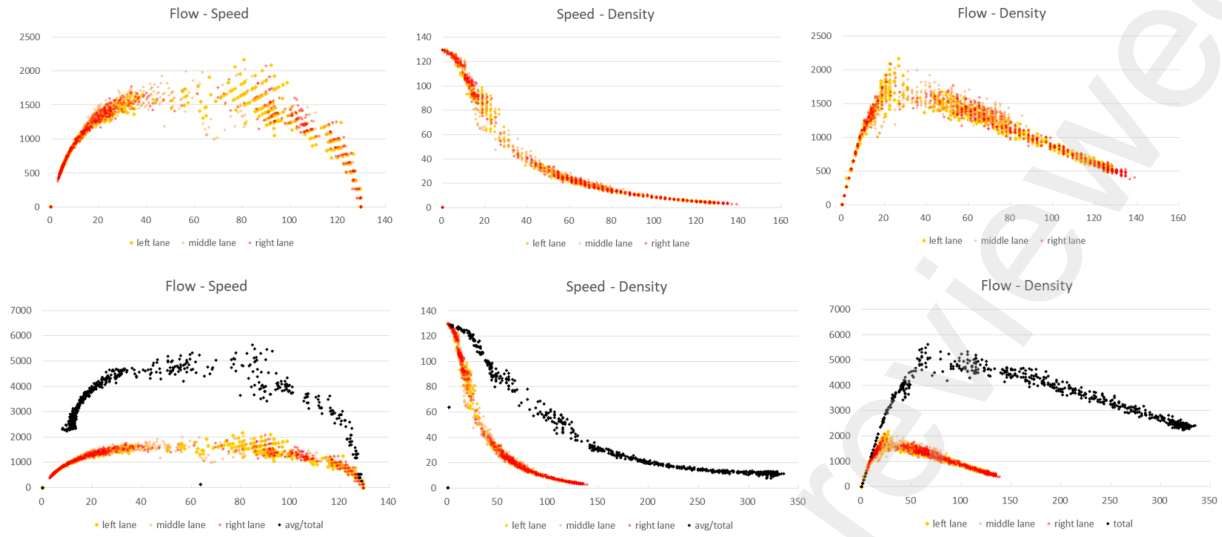 Flow - Speed
2500
2000
1500
1000
500
0
0 20 40 60 80 100 120 140
left lane middle lane right lane
Speed - Density
140
120
100
80
60
40
20
0
0 20 40 60 80 100 120 140 160
left lane middle lane right lane
Flow - Density
2500
2000
1500
1000
500
0
0 20 40 60 80 100 120 140 160
left lane middle lane right lane
Flow - Speed
7000
6000
5000
4000
3000
2000
1000
0
0 20 40 60 80 100 120 140
left lane middle lane right lane avg/total
Speed - Density
140
120
100
80
60
40
20
0
0 50 100 150 200 250 300 350
left lane middle lane right lane avg/total
Flow - Density
7000
6000
5000
4000
3000
2000
1000
0
0 50 100 150 200 250 300 350
left lane middle lane right lane total
reviewed